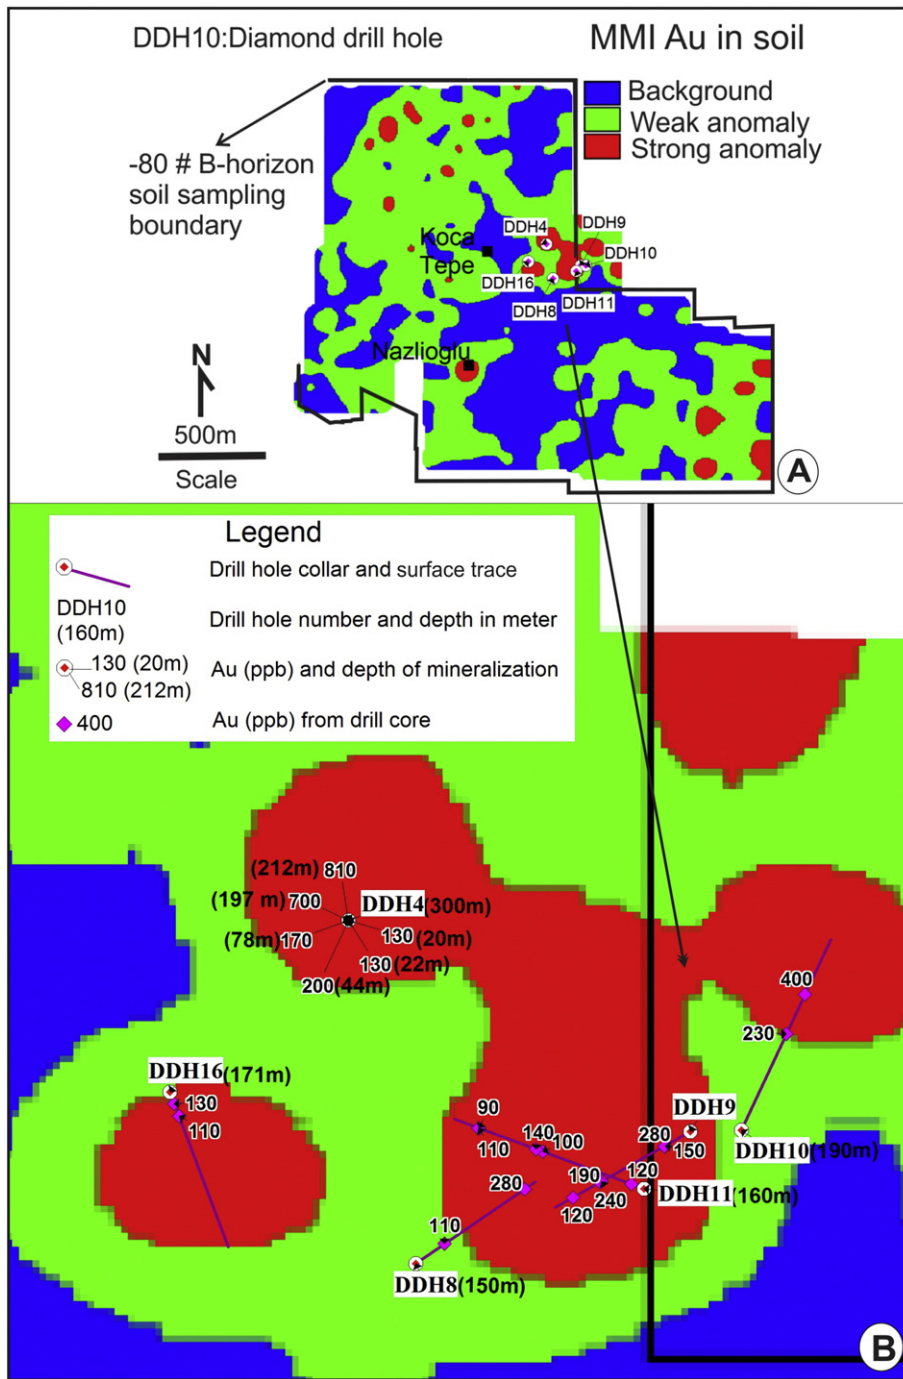 DDH10:Diamond drill hole
MMI Au in soil
Background
Weak anomaly
Strong anomaly
-80 # B-horizon
soil sampling
boundary
Koca
Tepe
DDH4
DDH9
DDH10
DDH16
DDH8
DDH11
Nazlioglu
N
500m
Scale
A
Legend
Drill hole collar and surface trace
DDH10
(160m)
Drill hole number and depth in meter
130 (20m)
810 (212m)
Au (ppb) and depth of mineralization
400
Au (ppb) from drill core
(212m) 810
(197 m) 700
DDH4(300m)
(78m) 170
130 (20m)
130 (22m)
200(44m)
400
230
DDH16(171m)
130
110
90
110
140
100
DDH9
280
150
DDH10(190m)
280
190
120
240
120
DDH11(160m)
110
DDH8(150m)
B